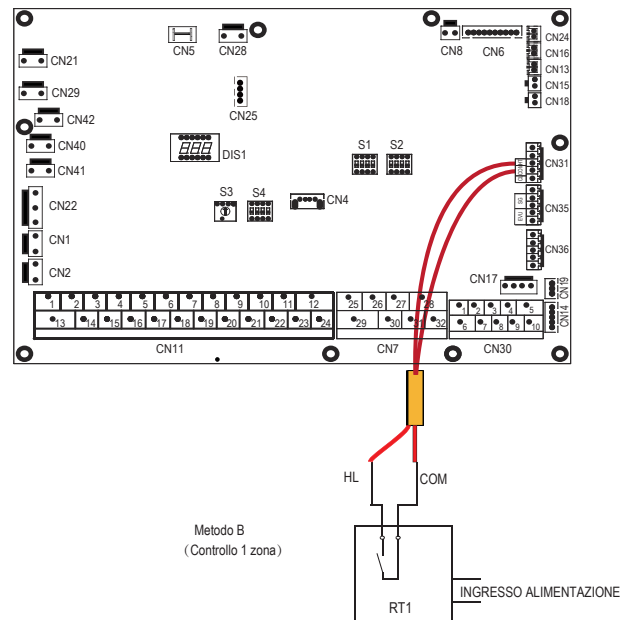 CN5
CN28
CN8
CN6
CN24
CN16
CN13
CN15
CN18
CN21
CN29
CN42
CN40
CN41
CN25
DIS1
S1
S2
CN31
S3
S4
CN4
CN22
CN1
CN2
SG
EVU
CN35
CN36
CN17
CN19
CN14
1 2 3 4 5 6 7 8 9 10 11 12
13 14 15 16 17 18 19 20 21 22 23 24
25 26 27 28
29 30 31 32
1 2 3 4 5
6 7 8 9 10
CN11
CN7
CN30
HL
COM
Metodo B
(Controllo 1 zona)
RT1
INGRESSO ALIMENTAZIONE